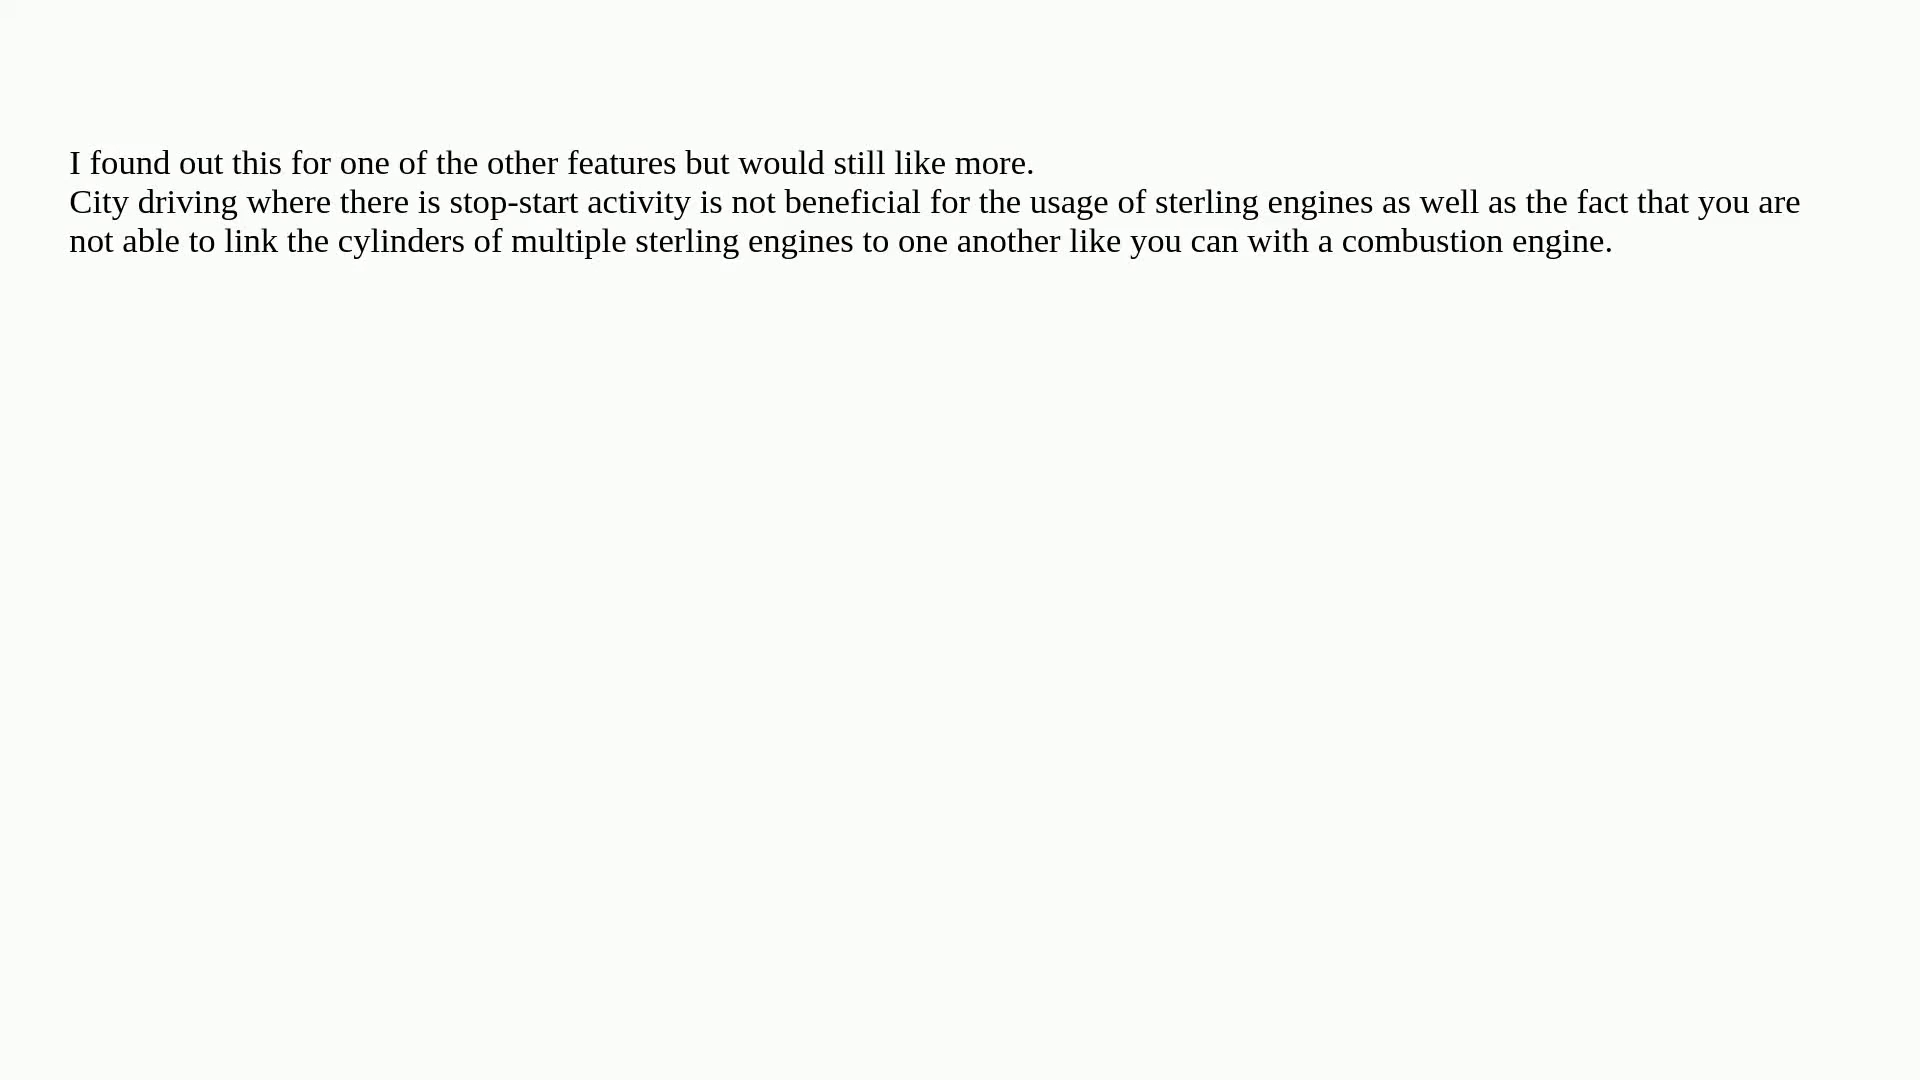 I found out this for one of the other features but would still like more.
City driving where there is stop-start activity is not beneficial for the usage of sterling engines as well as the fact that you are
not able to link the cylinders of multiple sterling engines to one another like you can with a combustion engine.